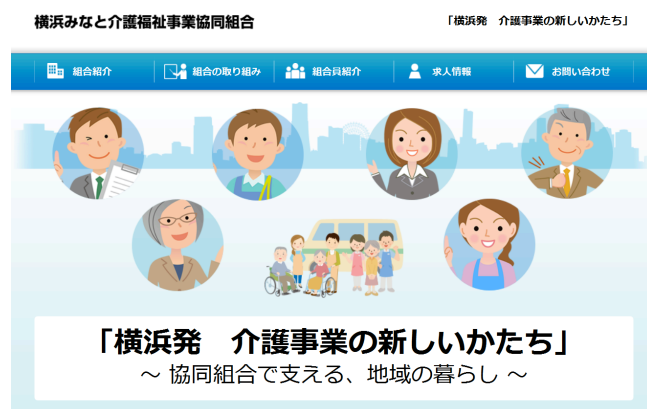 横浜みなと介護福祉事業協同組合
「横浜発　介護事業の新しいかたち」
組合紹介
組合の取り組み
組合員紹介
求人情報
お問い合わせ
「横浜発　介護事業の新しいかたち」
～ 協同組合で支える、地域の暮らし ～